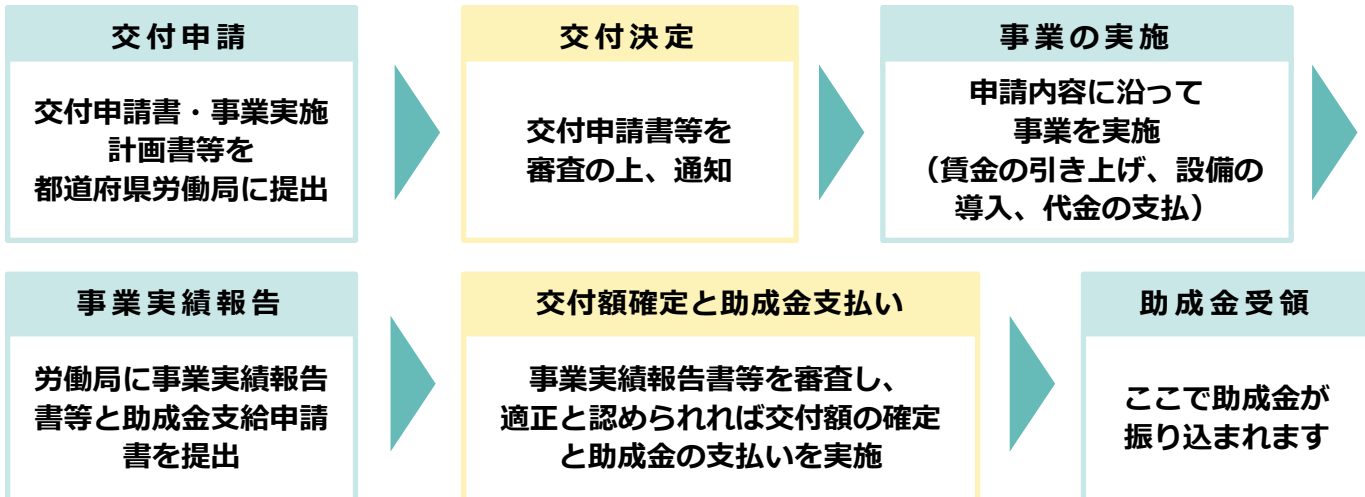 交付申請
交付申請書・事業実施
計画書等を
都道府県労働局に提出
交付決定
交付申請書等を
審査の上、通知
事業の実施
申請内容に沿って
事業を実施
（賃金の引き上げ、設備の
導入、代金の支払）
事業実績報告
労働局に事業実績報告
書等と助成金支給申請
書を提出
交付額確定と助成金支払い
事業実績報告書等を審査し、
適正と認められれば交付額の確定
と助成金の支払いを実施
助成金受領
ここで助成金が
振り込まれます